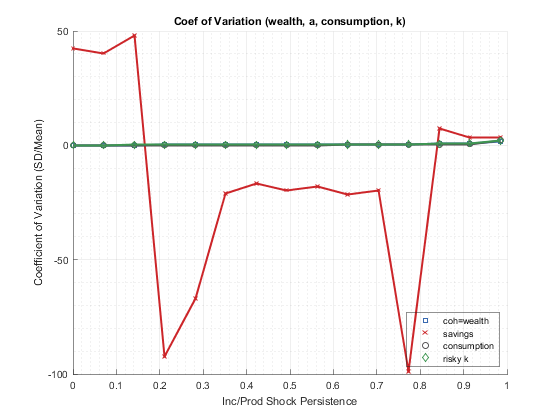 Coef of Variation (wealth, a, consumption, k)
Coefficient of Variation (SD/Mean)
50
0
-50
-100
coh=wealth
savings
consumption
risky k
0 0.1 0.2 0.3 0.4 0.5 0.6 0.7 0.8 0.9 1
Inc/Prod Shock Persistence